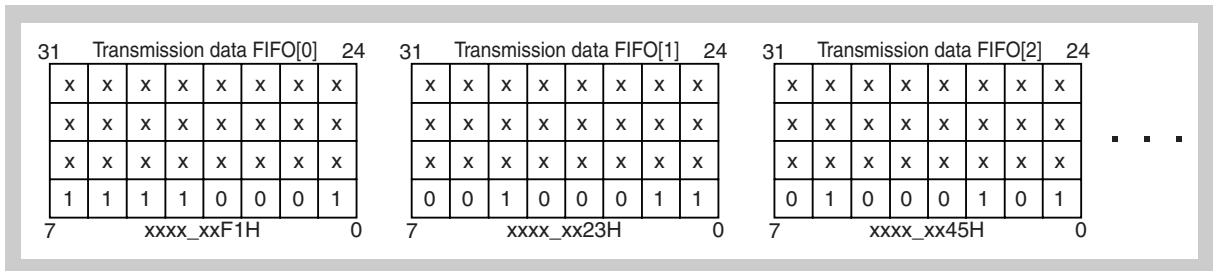 31 Transmission data FIFO[0] 24 31 Transmission data FIFO[1] 24 31 Transmission data FIFO[2] 24
x x x x x x x x x x x x x x x x x x x x x x x x
x x x x x x x x x x x x x x x x x x x x x x x x . . .
x x x x x x x x x x x x x x x x x x x x x x x x
1 1 1 1 0 0 0 1 0 0 1 0 0 0 1 1 0 1 0 0 0 1 0 1
7 xxxx_xxF1H 0 7 xxxx_xx23H 0 7 xxxx_xx45H 0